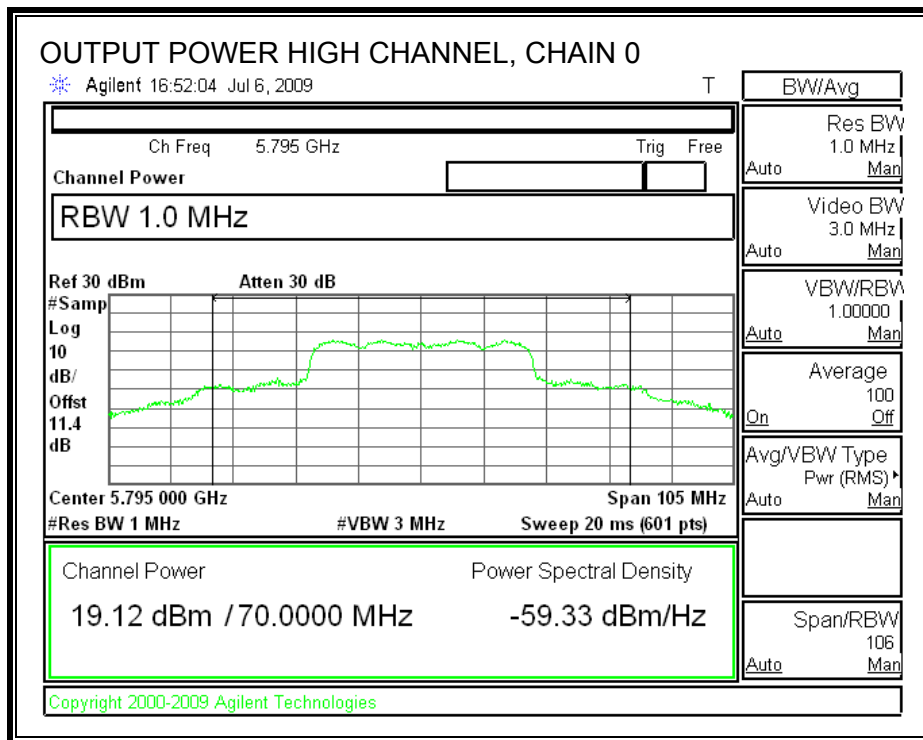 OUTPUT POWER HIGH CHANNEL, CHAIN 0
Agilent 16:52:04 Jul 6, 2009 T
BW/Avg
Ch Freq 5.795 GHz Trig Free
Channel Power
RBW 1.0 MHz
Res BW
1.0 MHz
Auto Man
Video BW
3.0 MHz
Auto Man
VBW/RBW
1.00000
Auto Man
Average
100
On Off
Avg/VBW Type
Pwr (RMS)
Auto Man
Span/RBW
106
Auto Man
Ref 30 dBm Atten 30 dB
#Samp
Log
10
dB/
Offst
11.4
dB
Center 5.795 000 GHz Span 105 MHz
#Res BW 1 MHz #VBW 3 MHz Sweep 20 ms (601 pts)
Channel Power Power Spectral Density
19.12 dBm / 70.0000 MHz -59.33 dBm/Hz
Copyright 2000-2009 Agilent Technologies